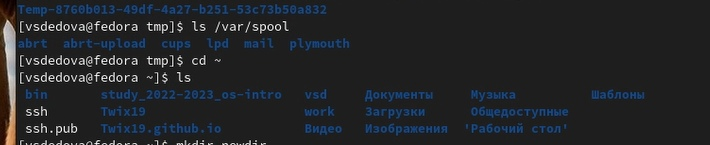 Temp-8760b013-49df-4a27-b251-53c73b50a832
[vsdedova@fedora tmp]$ ls /var/spool
abrt abrt-upload cups lpd mail plymouth
[vsdedova@fedora tmp]$ cd ~
[vsdedova@fedora ~]$ ls
bin study_2022-2023_os-intro vsd Документы Музыка Шаблоны
ssh Twix19 work Загрузки Общедоступные
ssh.pub Twix19.github.io Видео Изображения 'Рабочий стол'
[vsdedova@fedora ~]$ mkdir newdir